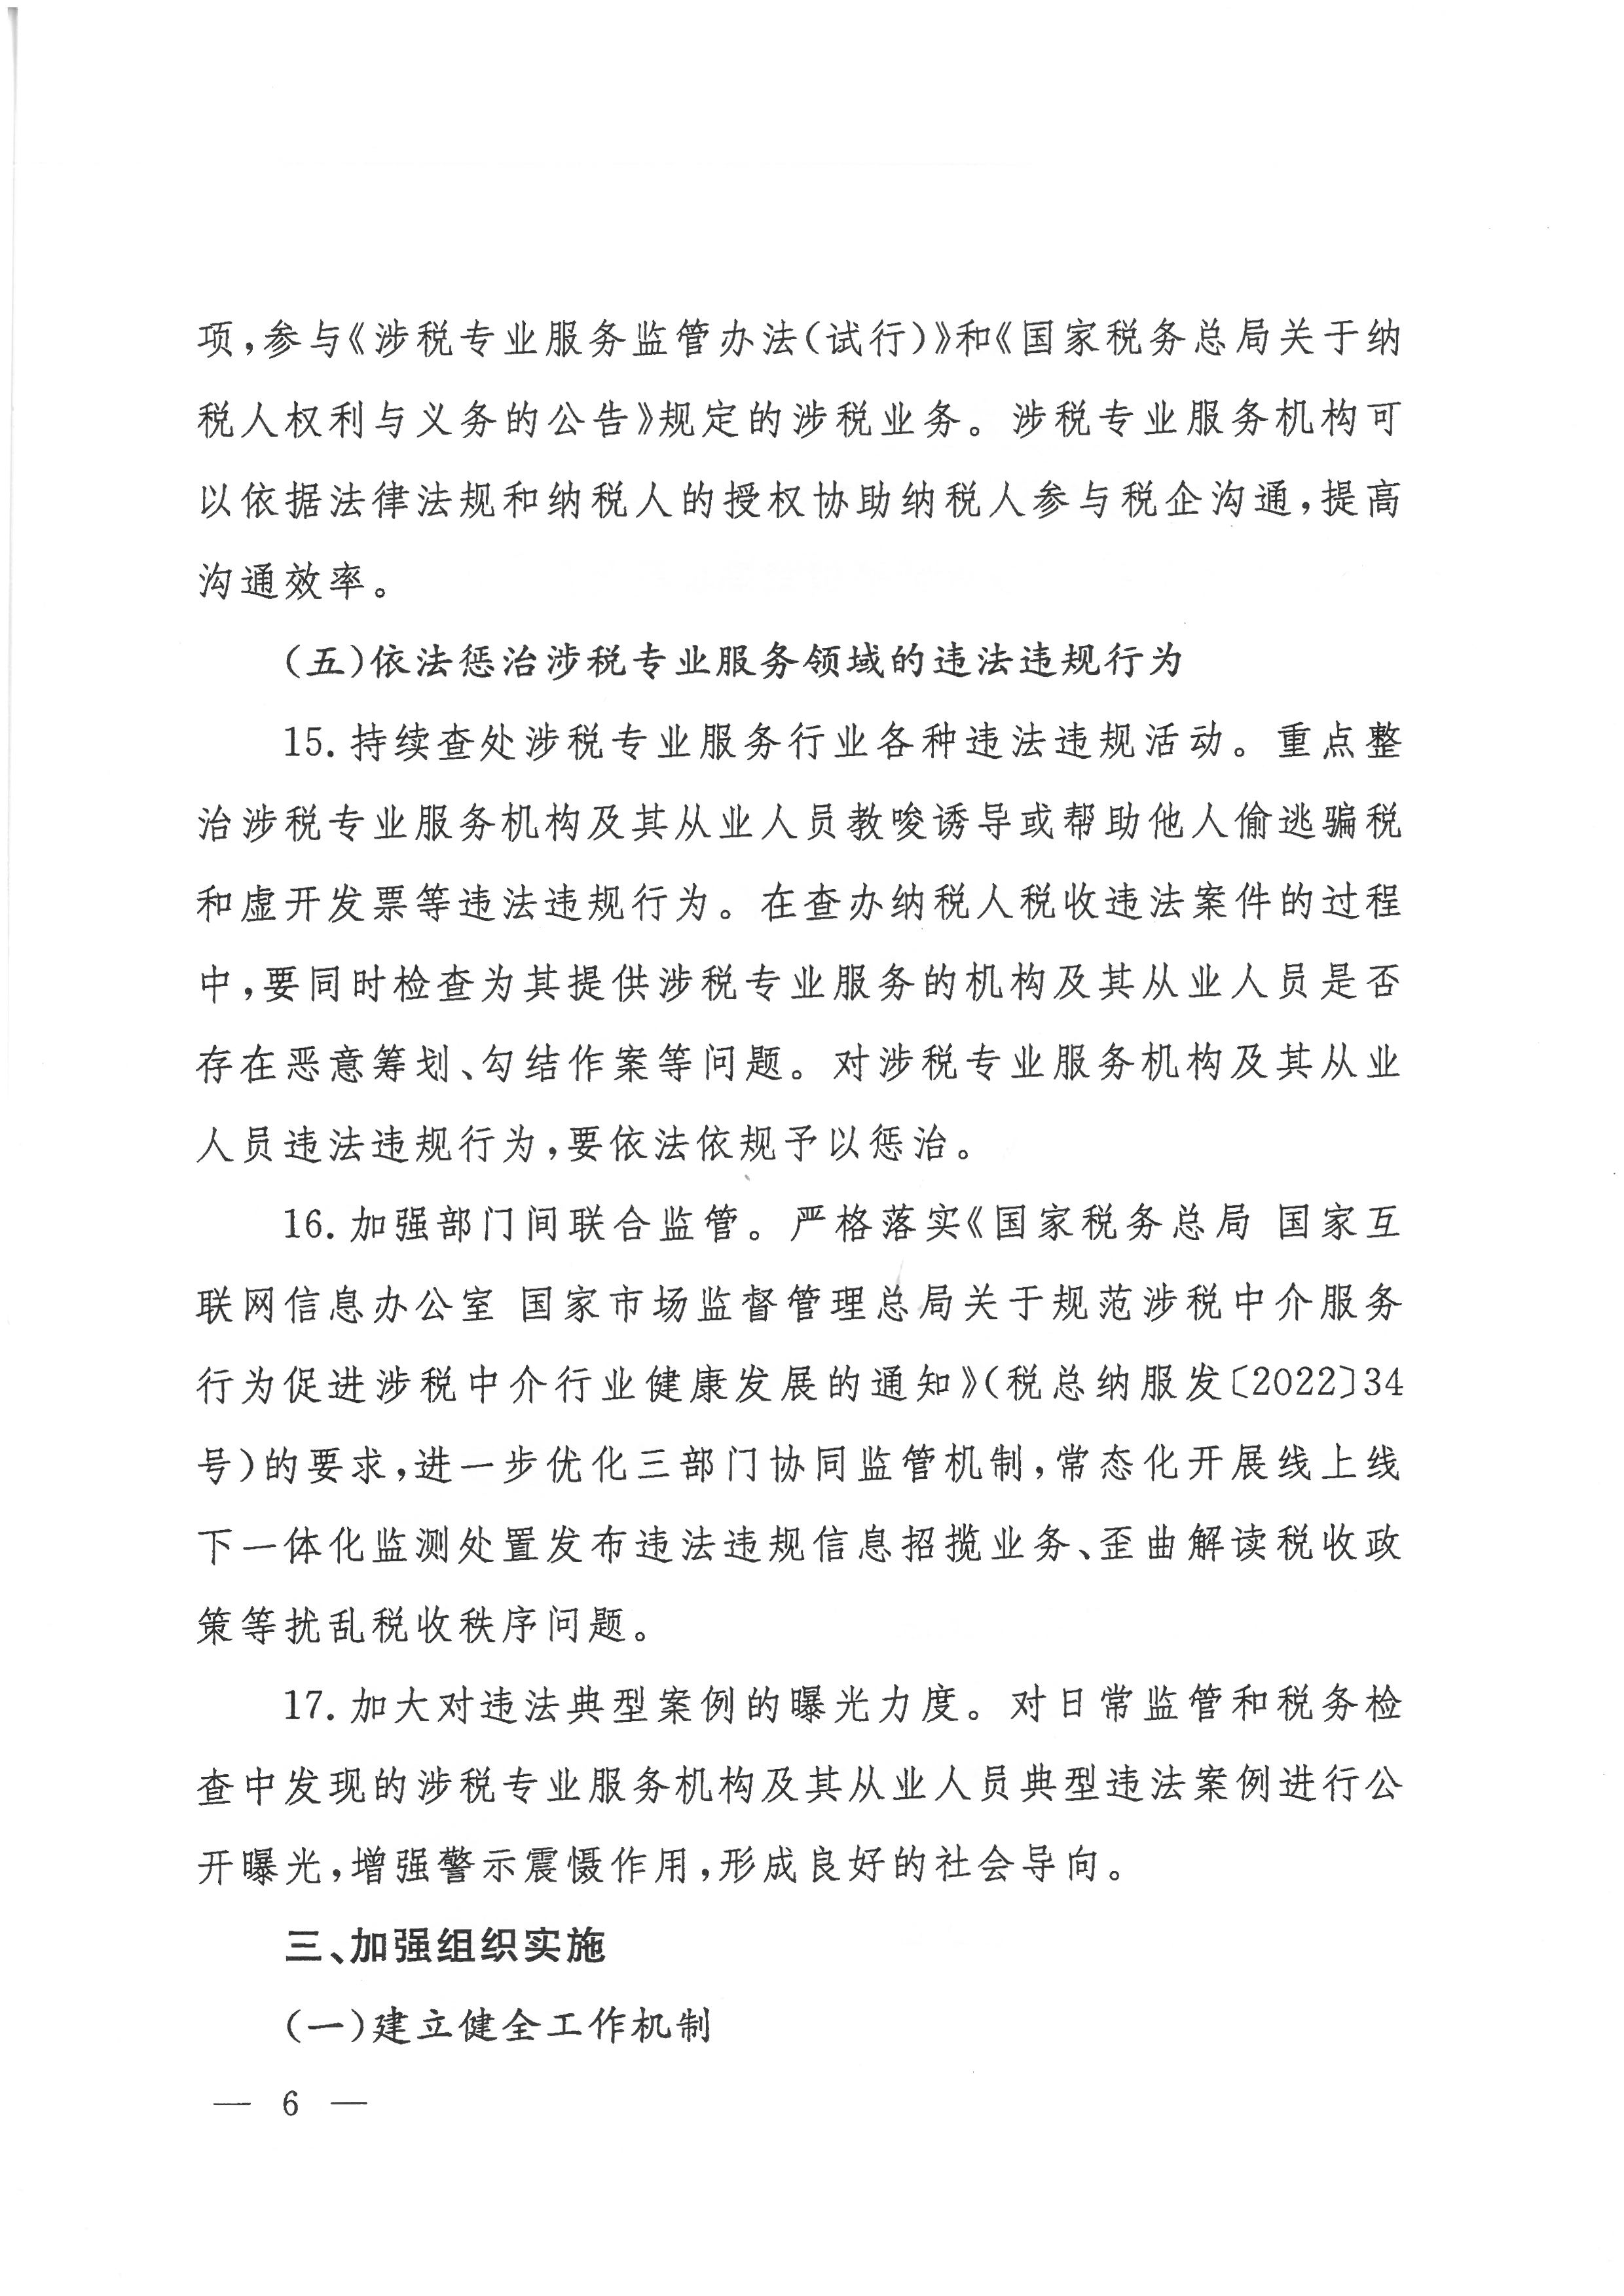 项,参与《涉税专业服务监管办法(试行)》和《国家税务总局关于纳
税人权利与义务的公告》规定的涉税业务。涉税专业服务机构可
以依据法律法规和纳税人的授权协助纳税人参与税企沟通,提高
沟通效率。
(五)依法惩治涉税专业服务领域的违法违规行为
15.持续查处涉税专业服务行业各种违法违规活动。重点整
治涉税专业服务机构及其从业人员教唆诱导或帮助他人偷逃骗税
和虚开发票等违法违规行为。在查办纳税人税收违法案件的过程
中,要同时检查为其提供涉税专业服务的机构及其从业人员是否
存在恶意筹划、勾结作案等问题。对涉税专业服务机构及其从业
人员违法违规行为,要依法依规予以惩治。
16.加强部门间联合监管。严格落实《国家税务总局 国家互
联网信息办公室 国家市场监督管理总局关于规范涉税中介服务
行为促进涉税中介行业健康发展的通知》(税总纳服发〔2022〕34
号)的要求,进一步优化三部门协同监管机制,常态化开展线上线
下一体化监测处置发布违法违规信息招揽业务、歪曲解读税收政
策等扰乱税收秩序问题。
17.加大对违法典型案例的曝光力度。对日常监管和税务检
查中发现的涉税专业服务机构及其从业人员典型违法案例进行公
开曝光,增强警示震慑作用,形成良好的社会导向。
三、加强组织实施
(一)建立健全工作机制
— 6 —